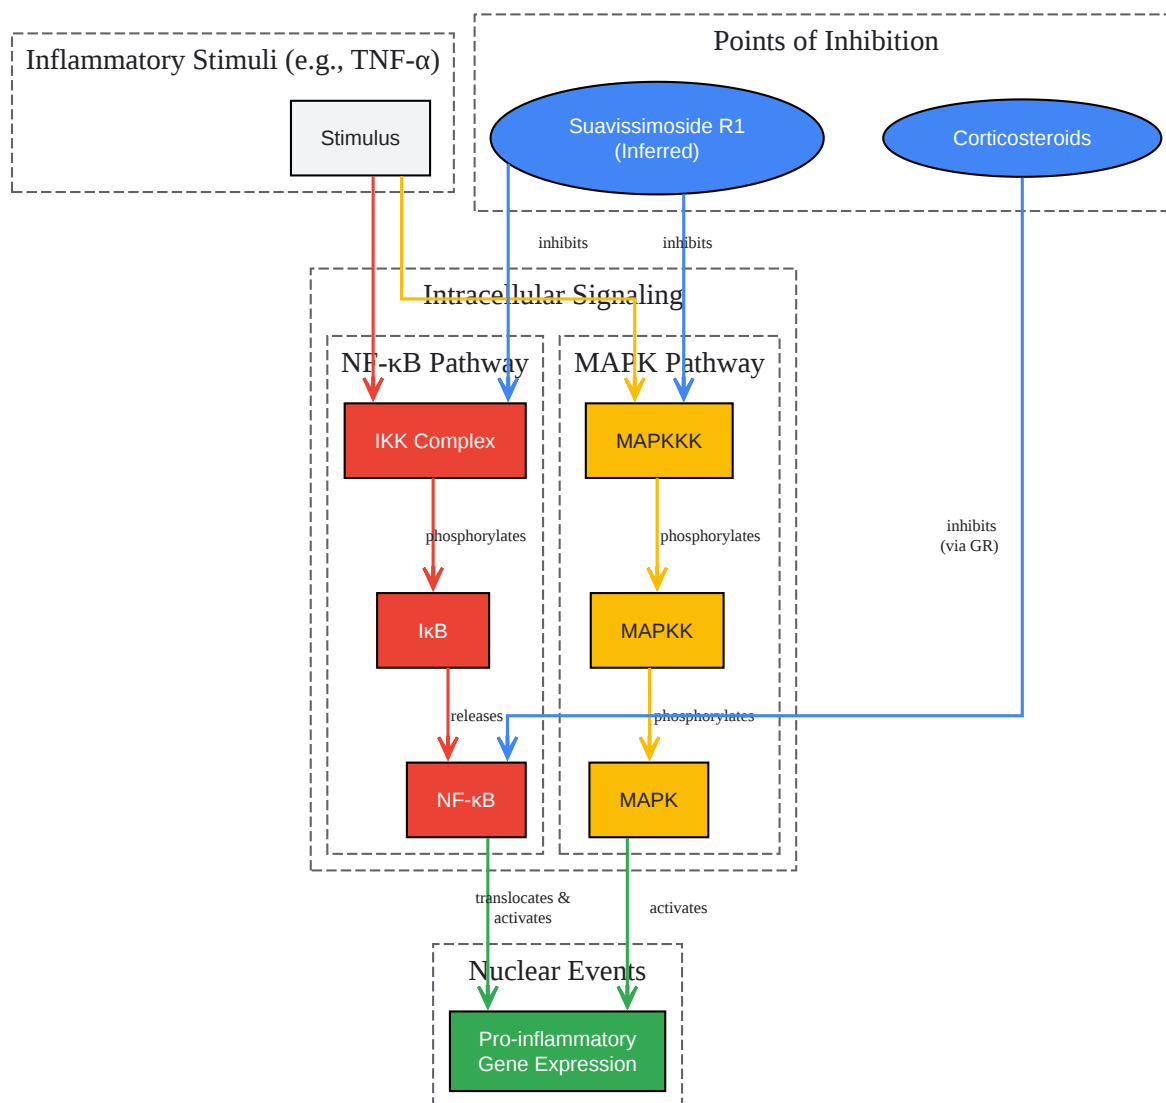 Inflammatory Stimuli (e.g., TNF-α)
Points of Inhibition
Stimulus
Suavissimoside R1
(Inferred)
Corticosteroids
inhibits
inhibits
Intracellular Signaling
NF-κB Pathway
MAPK Pathway
IKK Complex
MAPKKK
phosphorylates
phosphorylates
inhibits
(via GR)
IκB
MAPKK
releases
phosphorylates
NF-κB
MAPK
translocates &
activates
activates
Nuclear Events
Pro-inflammatory
Gene Expression